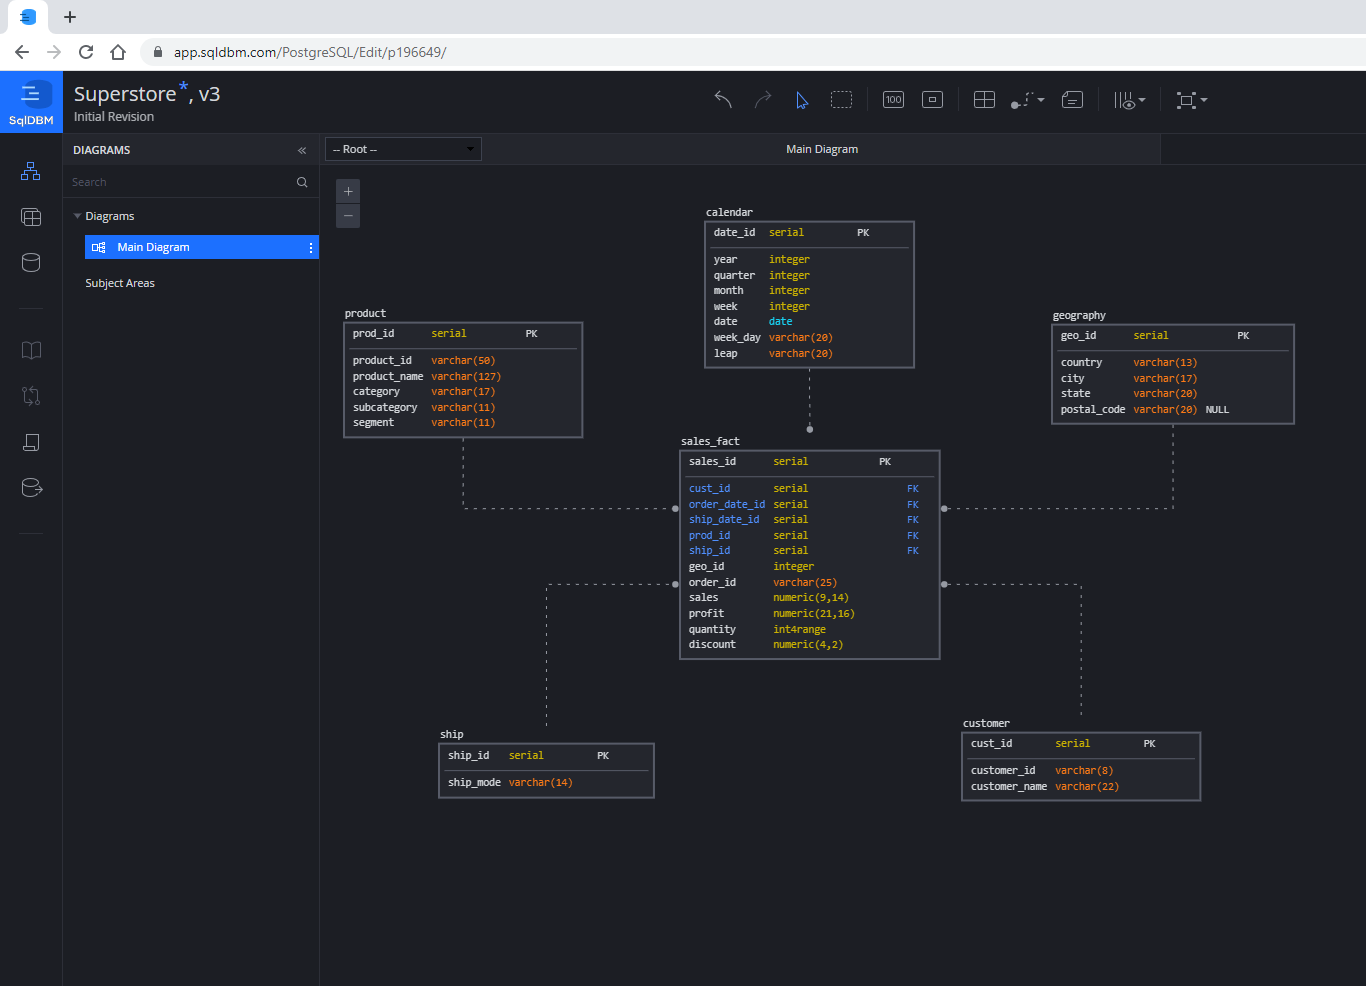 app.sqldbm.com/PostgreSQL/Edit/p196649/
SqlDBM
Superstore*, v3
Initial Revision
100
DIAGRAMS
Search
Diagrams
Main Diagram
Subject Areas
-- Root --
Main Diagram
+
−
calendar
date_id serial PK
year integer
quarter integer
month integer
week integer
date date
week_day varchar(20)
leap varchar(20)
product
prod_id serial PK
product_id varchar(50)
product_name varchar(127)
category varchar(17)
subcategory varchar(11)
segment varchar(11)
geography
geo_id serial PK
country varchar(13)
city varchar(17)
state varchar(20)
postal_code varchar(20) NULL
sales_fact
sales_id serial PK
cust_id serial FK
order_date_id serial FK
ship_date_id serial FK
prod_id serial FK
ship_id serial FK
geo_id integer
order_id varchar(25)
sales numeric(9,14)
profit numeric(21,16)
quantity int4range
discount numeric(4,2)
ship
ship_id serial PK
ship_mode varchar(14)
customer
cust_id serial PK
customer_id varchar(8)
customer_name varchar(22)